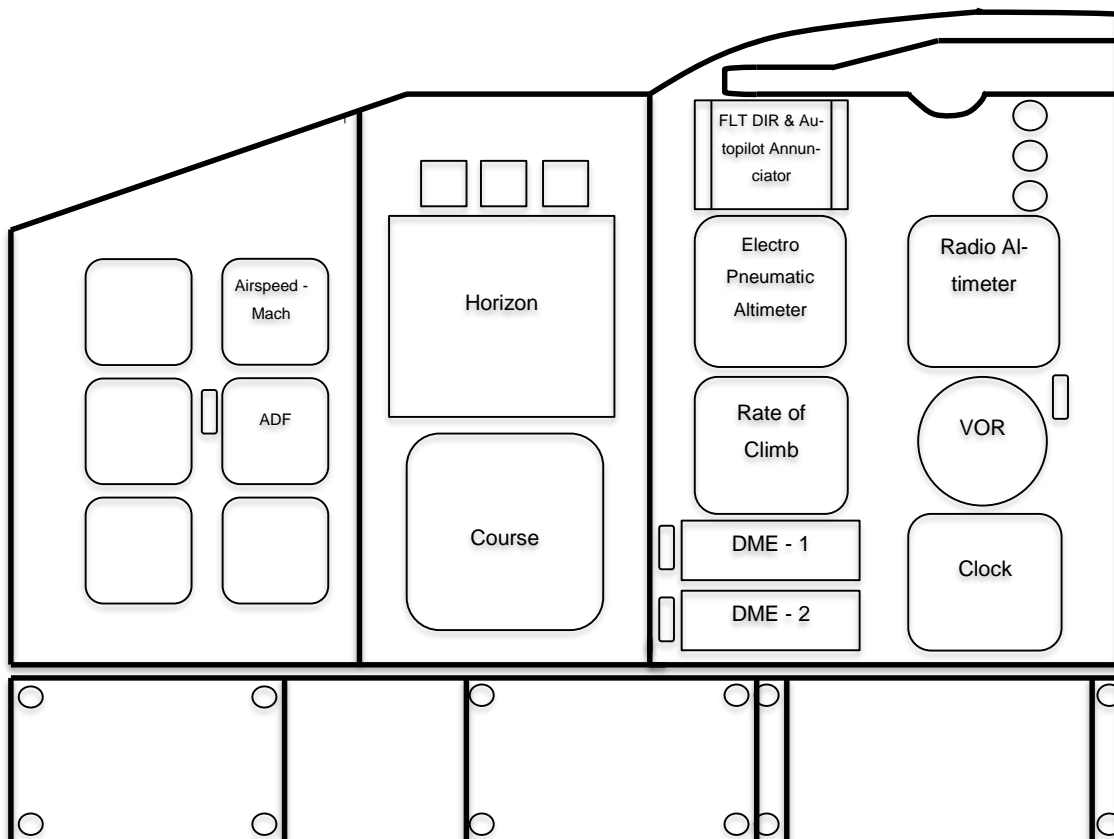 FLT DIR & Au-
topilot Annun-
ciator
Airspeed -
Mach
Horizon
Electro
Pneumatic
Altimeter
Radio Al-
timeter
ADF
Rate of
Climb
VOR
Course
DME - 1
DME - 2
Clock